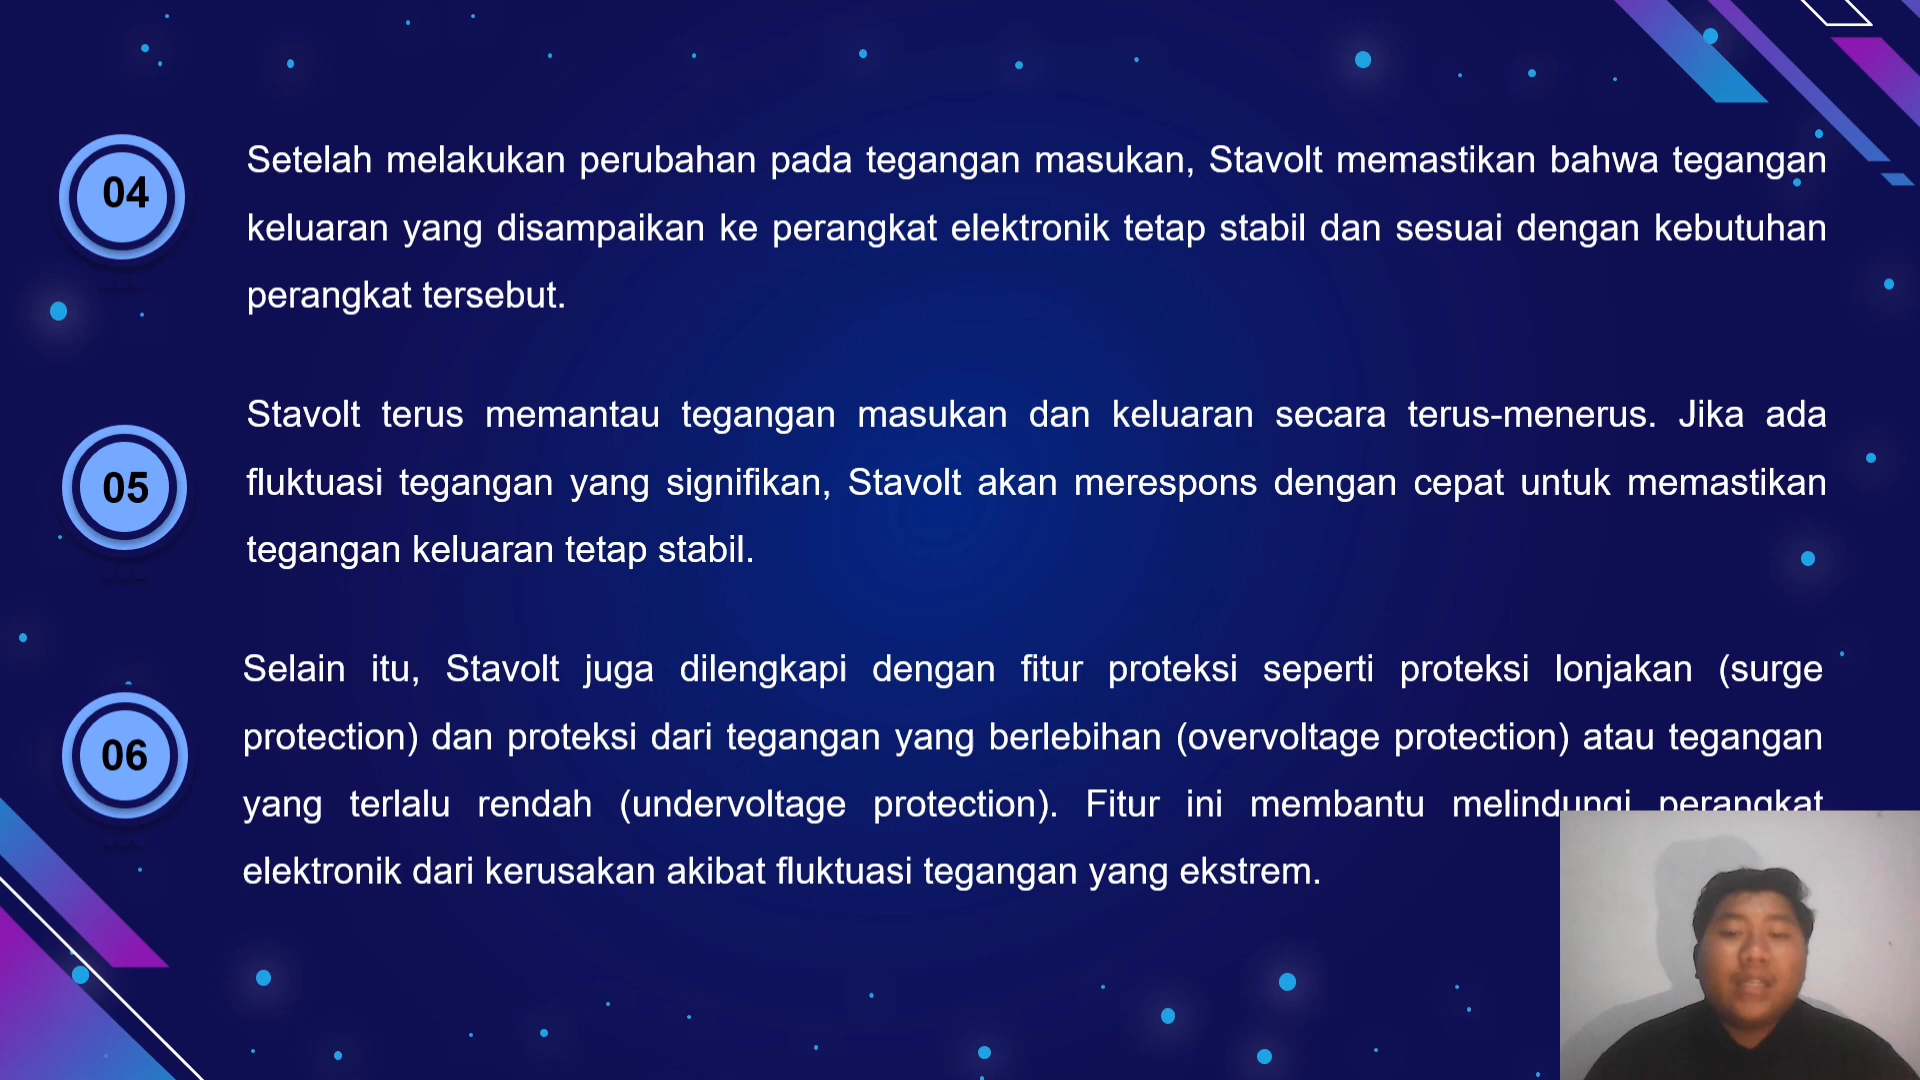 04
Setelah melakukan perubahan pada tegangan masukan, Stavolt memastikan bahwa tegangan
keluaran yang disampaikan ke perangkat elektronik tetap stabil dan sesuai dengan kebutuhan
perangkat tersebut.
05
Stavolt terus memantau tegangan masukan dan keluaran secara terus-menerus. Jika ada
fluktuasi tegangan yang signifikan, Stavolt akan merespons dengan cepat untuk memastikan
tegangan keluaran tetap stabil.
06
Selain itu, Stavolt juga dilengkapi dengan fitur proteksi seperti proteksi lonjakan (surge
protection) dan proteksi dari tegangan yang berlebihan (overvoltage protection) atau tegangan
yang terlalu rendah (undervoltage protection). Fitur ini membantu melindungi perangkat
elektronik dari kerusakan akibat fluktuasi tegangan yang ekstrem.